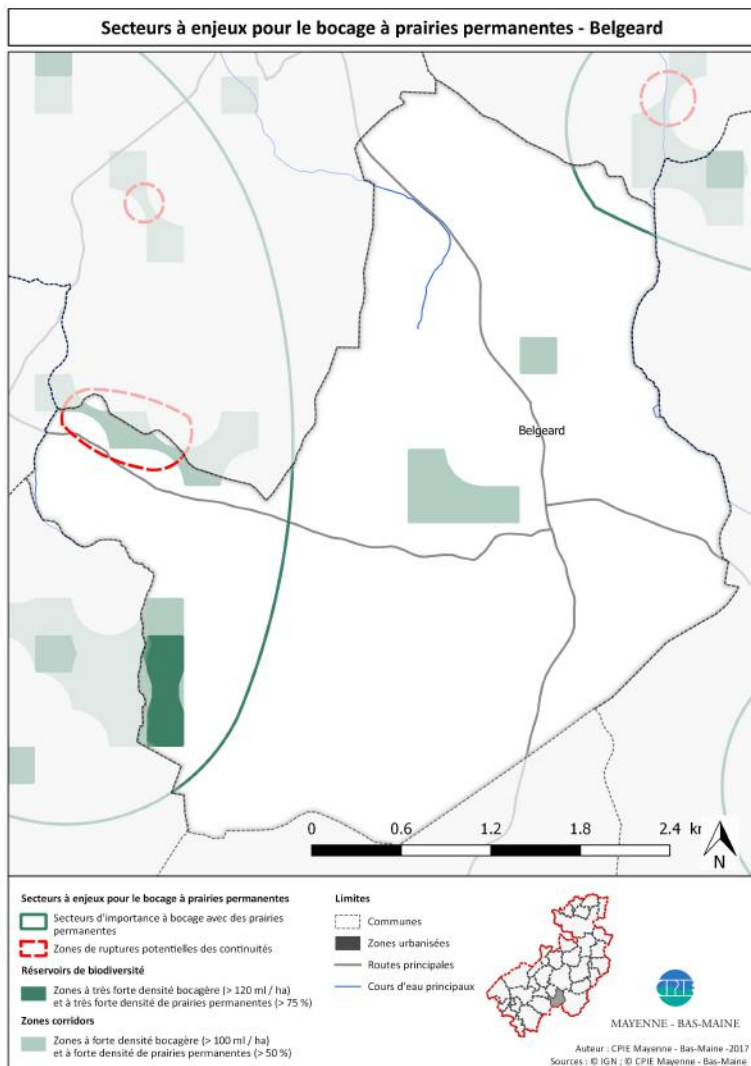 Secteurs à enjeux pour le bocage à prairies permanentes - Belgeard
Belgeard
0 0.6 1.2 1.8 2.4 km
N
Secteurs à enjeux pour le bocage à prairies permanentes
Secteurs d'importance à bocage avec des prairies
permanentes
Zones de ruptures potentielles des continuités
Réservoirs de biodiversité
Zones à très forte densité bocagère (> 120 ml / ha)
et à très forte densité de prairies permanentes (> 75 %)
Zones corridors
Zones à forte densité bocagère (> 100 ml / ha)
et à forte densité de prairies permanentes (> 50 %)
Limites
Communes
Zones urbanisées
Routes principales
Cours d'eau principaux
CPIE
MAYENNE - BAS-MAINE
Auteur : CPIE Mayenne - Bas-Maine -2017
Sources : © IGN ; © CPIE Mayenne - Bas-Maine